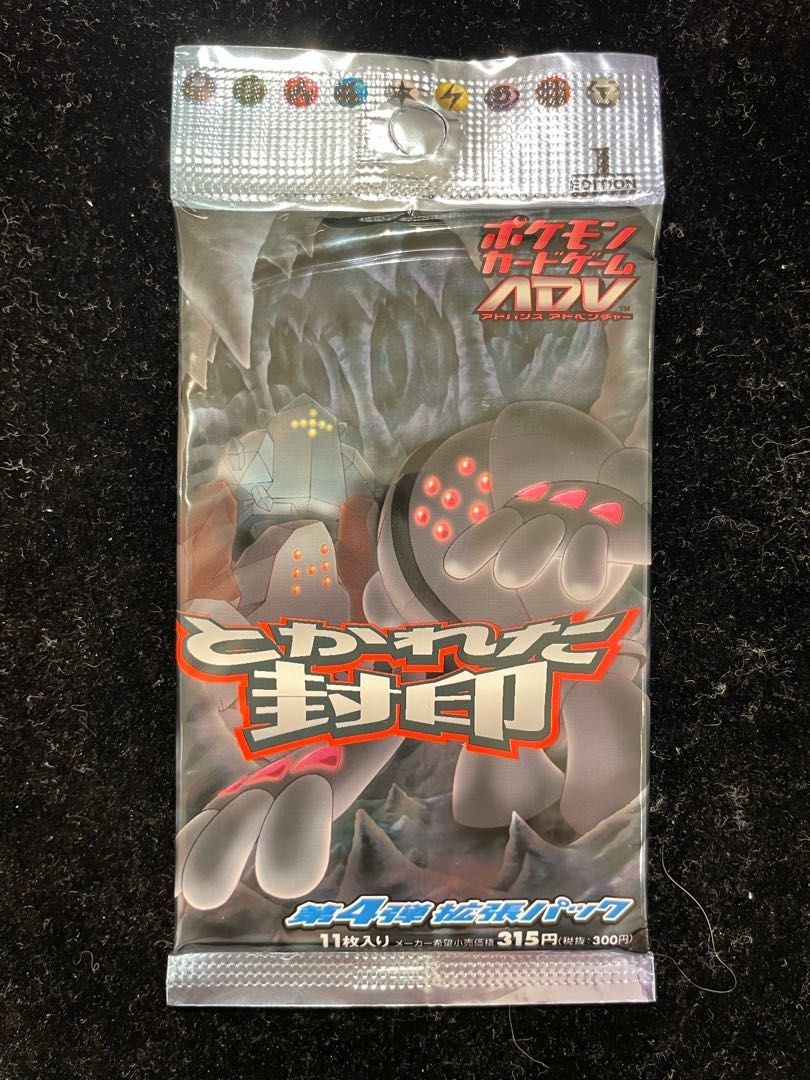 1
EDITION
ポケモン
カードゲーム
ADV™
アドバンス アドベンチャー
とかれた
封印
第4弾 拡張パック
11枚入り メーカー希望小売価格 315円(税抜:300円)